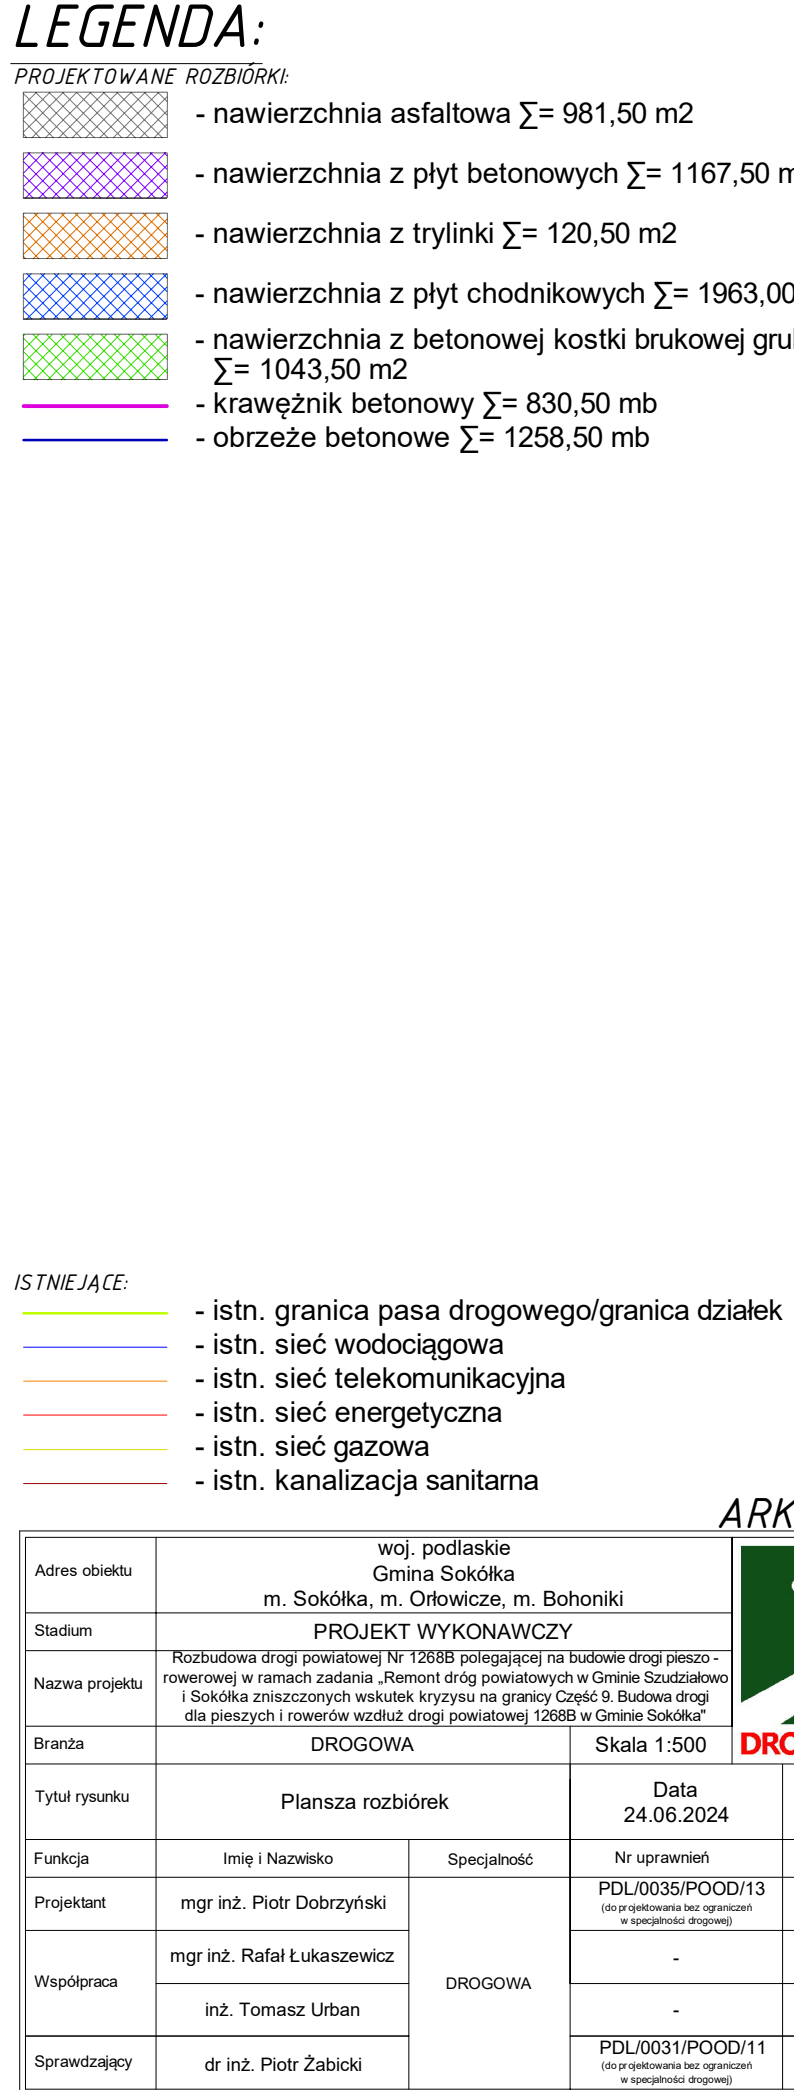 LEGENDA:
PROJEKTOWANE ROZBIÓRKI:
- nawierzchnia asfaltowa ∑= 981,50 m2
- nawierzchnia z płyt betonowych ∑= 1167,50
- nawierzchnia z trylinki ∑= 120,50 m2
- nawierzchnia z płyt chodnikowych ∑= 1963,00
- nawierzchnia z betonowej kostki brukowej
∑= 1043,50 m2
- krawężnik betonowy ∑= 830,50 mb
- obrzeże betonowe ∑= 1258,50 mb
ISTNIEJĄCE:
- istn. granica pasa drogowego/granica działek
- istn. sieć wodociągowa
- istn. sieć telekomunikacyjna
- istn. sieć energetyczna
- istn. sieć gazowa
- istn. kanalizacja sanitarna
Adres obiektu
woj. podlaskie
Gmina Sokółka
m. Sokółka, m. Orłowicze, m. Bohoniki
Stadium
PROJEKT WYKONAWCZY
Nazwa projektu
Rozbudowa drogi powiatowej Nr 1268B polegającej na budowie drogi pieszo -
rowerowej w ramach zadania „Remont dróg powiatowych w Gminie Szudziałowo
i Sokółka zniszczonych wskutek kryzysu na granicy Część 9. Budowa drogi
dla pieszych i rowerów wzdłuż drogi powiatowej 1268B w Gminie Sokółka"
Branża
DROGOWA
Skala 1:500
Tytuł rysunku
Plansza rozbiórek
Data
24.06.2024
Funkcja
Imię i Nazwisko
Specjalność
Nr uprawnień
Projektant
mgr inż. Piotr Dobrzyński
PDL/0035/POOD/13
(do projektowania bez ograniczeń
w specjalności drogowej)
Współpraca
mgr inż. Rafał Łukaszewicz
-
DROGOWA
inż. Tomasz Urban
-
Sprawdzający
dr inż. Piotr Żabicki
PDL/0031/POOD/11
(do projektowania bez ograniczeń
w specjalności drogowej)